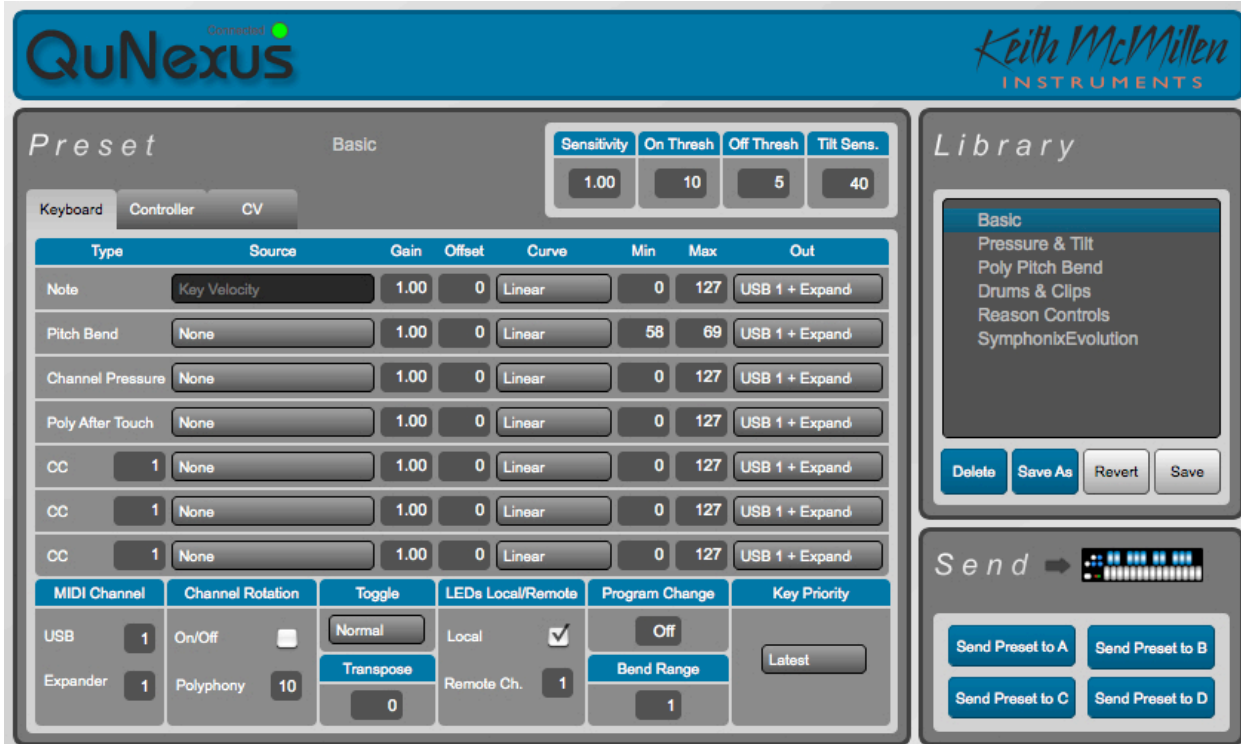 Connected
QuNexus
Keith McMillen
INSTRUMENTS
Preset
Basic
Sensitivity On Thresh Off Thresh Tilt Sens.
1.00 10 5 40
Keyboard Controller CV
Type Source Gain Offset Curve Min Max Out
Note Key Velocity 1.00 0 Linear 0 127 USB 1 + Expand
Pitch Bend None 1.00 0 Linear 58 69 USB 1 + Expand
Channel Pressure None 1.00 0 Linear 0 127 USB 1 + Expand
Poly After Touch None 1.00 0 Linear 0 127 USB 1 + Expand
CC 1 None 1.00 0 Linear 0 127 USB 1 + Expand
CC 1 None 1.00 0 Linear 0 127 USB 1 + Expand
CC 1 None 1.00 0 Linear 0 127 USB 1 + Expand
MIDI Channel Channel Rotation Toggle LEDs Local/Remote Program Change Key Priority
USB 1 On/Off Normal Local Off
Latest
Transpose Bend Range
Expander 1 Polyphony 10 Remote Ch. 1
0 1
Library
Basic
Pressure & Tilt
Poly Pitch Bend
Drums & Clips
Reason Controls
SymphonixEvolution
Delete Save As Revert Save
Send
Send Preset to A Send Preset to B
Send Preset to C Send Preset to D